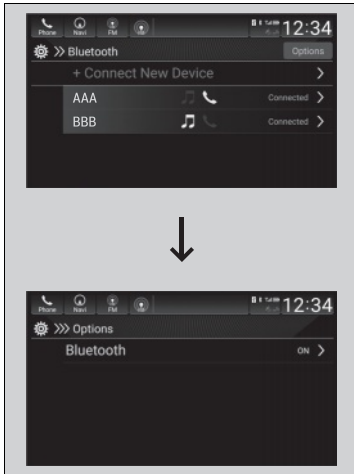 Phone Navi FM 12:34
Bluetooth Options
+ Connect New Device
AAA Connected
BBB Connected
Phone Navi FM 12:34
Options
Bluetooth ON